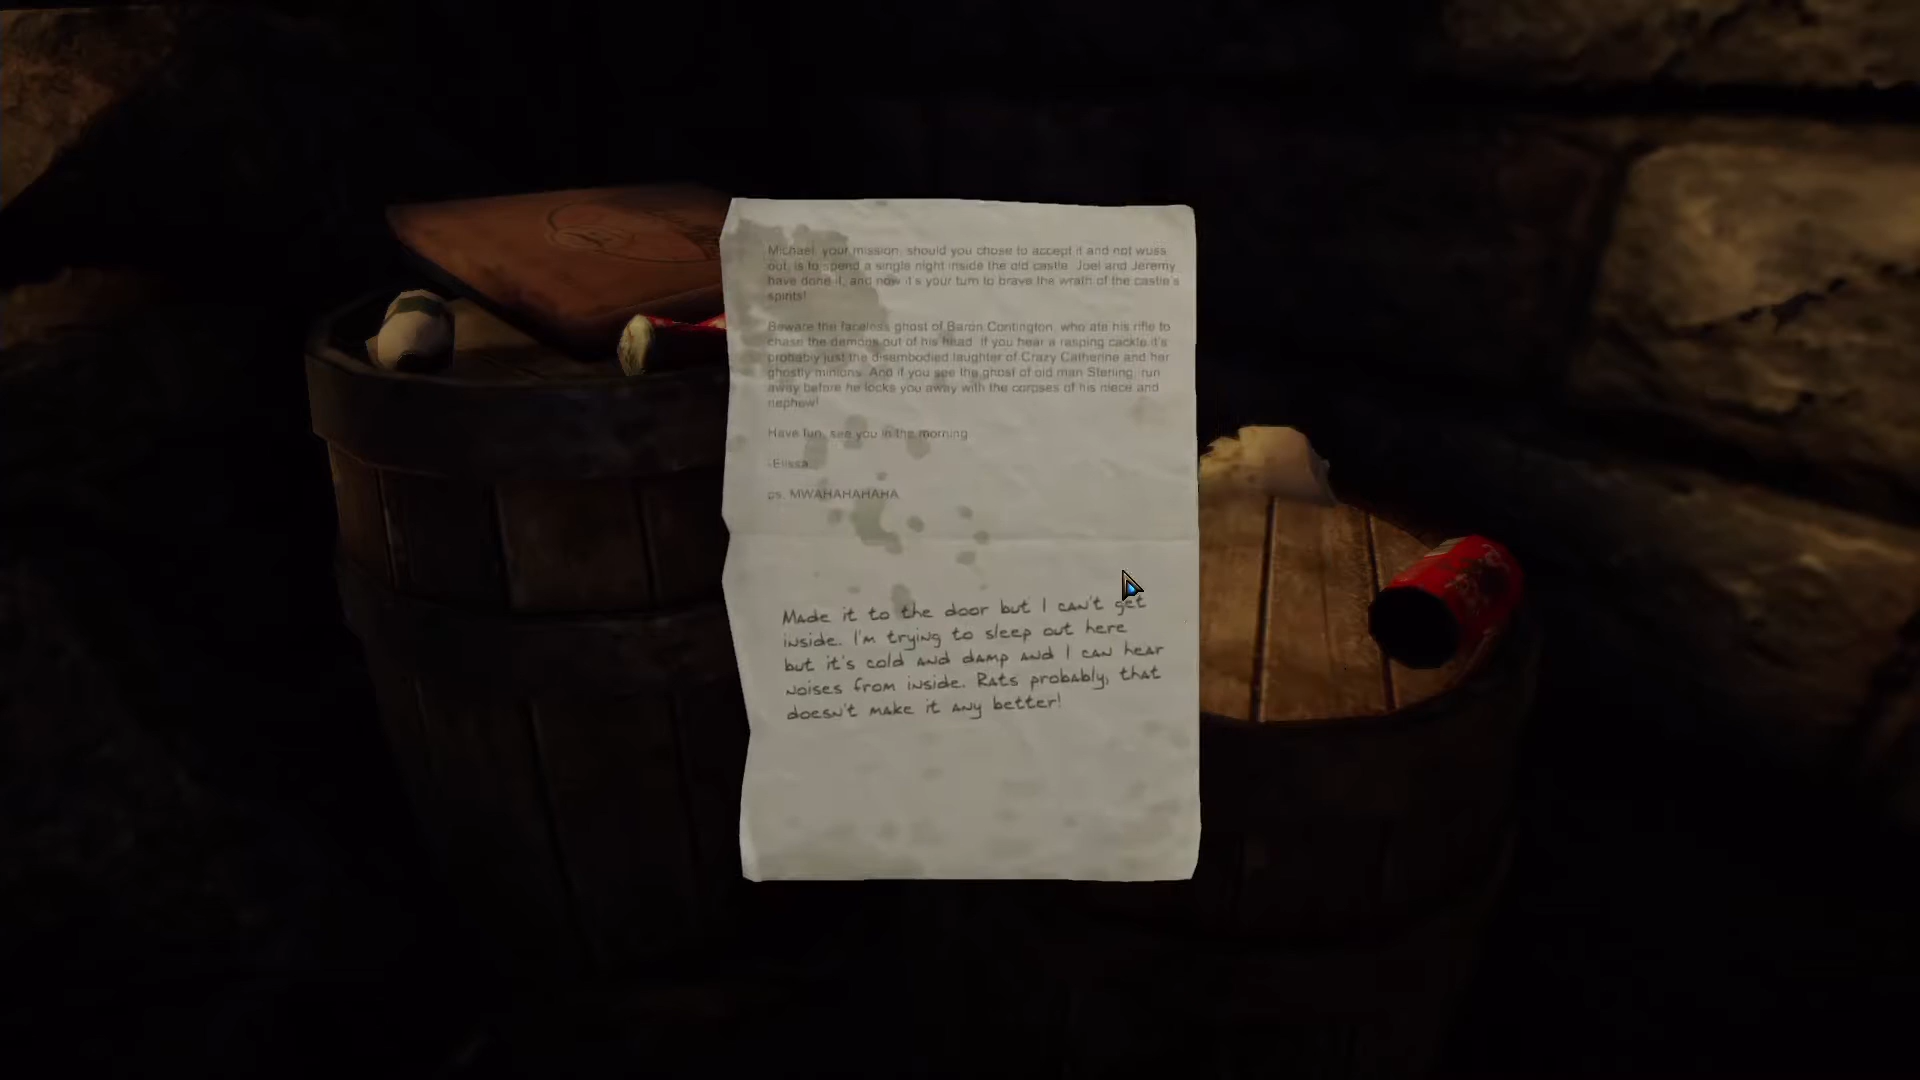 Michael, your mission, should you chose to accept it and not wuss
out, is to spend a single night inside the old castle. Joel and Jeremy
have done it, and now it's your turn to brave the wrath of the castle's
spirits!
Beware the faceless ghost of Baron Contington, who ate his rifle to
chase the demons out of his head. If you hear a rasping cackle it's
probably just the disembodied laughter of Crazy Catherine and her
ghostly minions. And if you see the ghost of old man Stering, run
away before he locks you away with the corpses of his niece and
nephew!
Have fun, see you in the morning
-Elissa
ps. MWAHAHAHAHA
Made it to the door but I can't get
inside. I'm trying to sleep out here
but it's cold and damp and I can hear
noises from inside. Rats probably, that
doesn't make it any better!